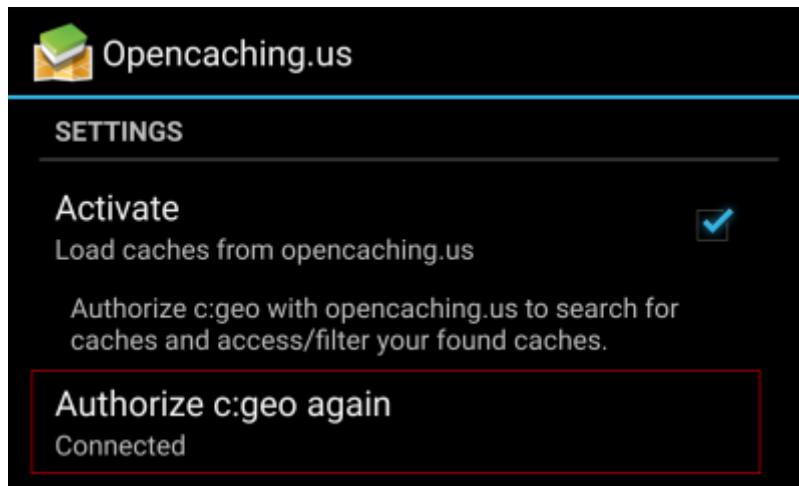 Opencaching.us
SETTINGS
Activate
Load caches from opencaching.us
Authorize c:geo with opencaching.us to search for
caches and access/filter your found caches.
Authorize c:geo again
Connected